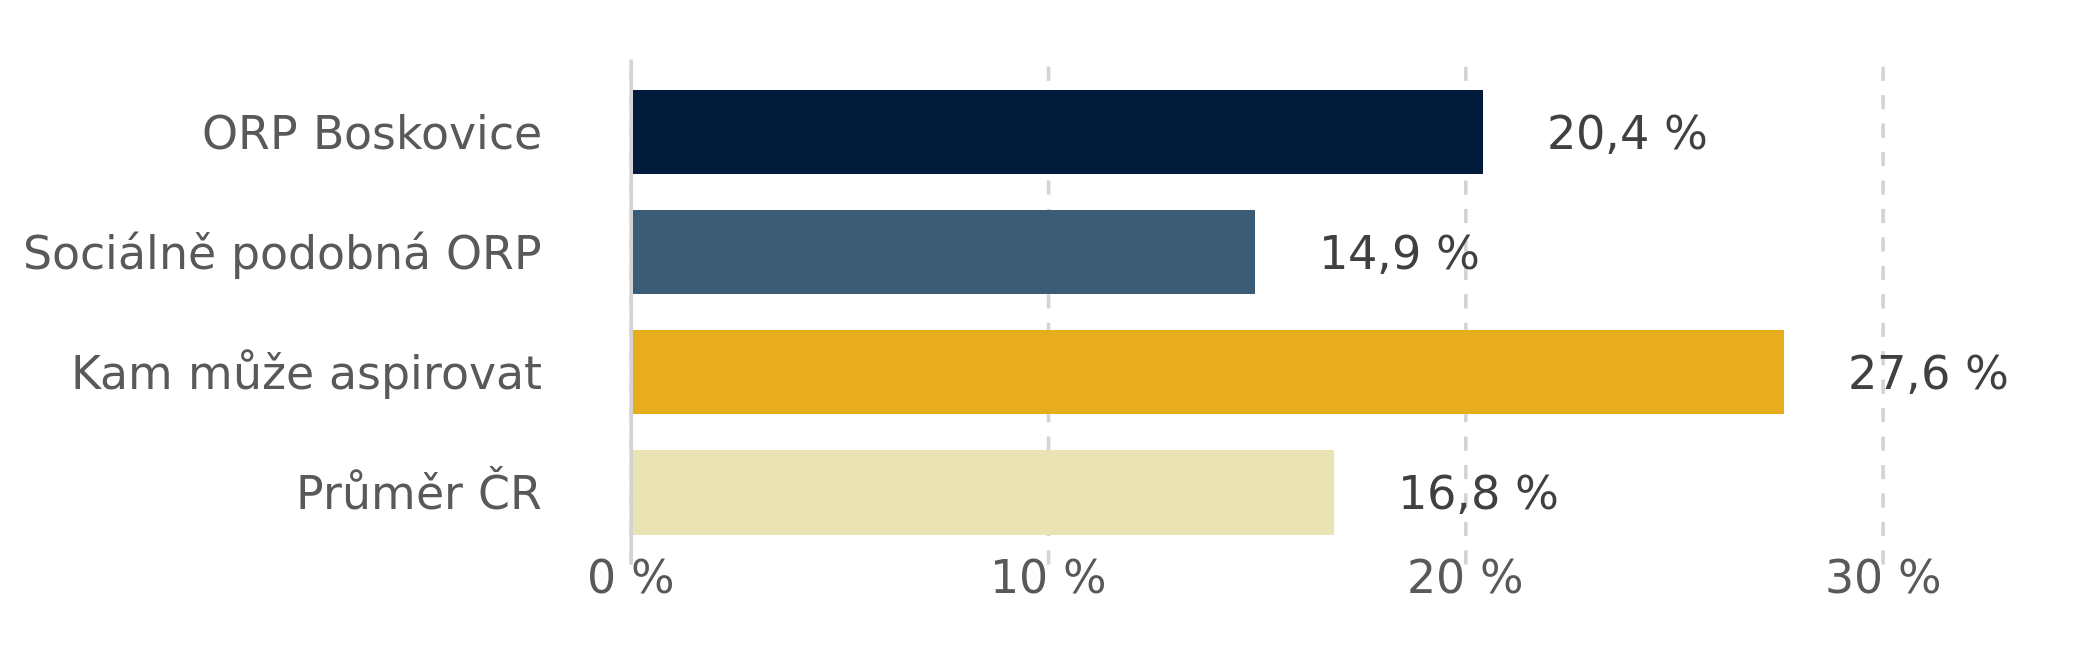 ORP Boskovice 20,4 %
Sociálně podobná ORP 14,9 %
Kam může aspirovat 27,6 %
Průměr ČR 16,8 %
0 % 10 % 20 % 30 %